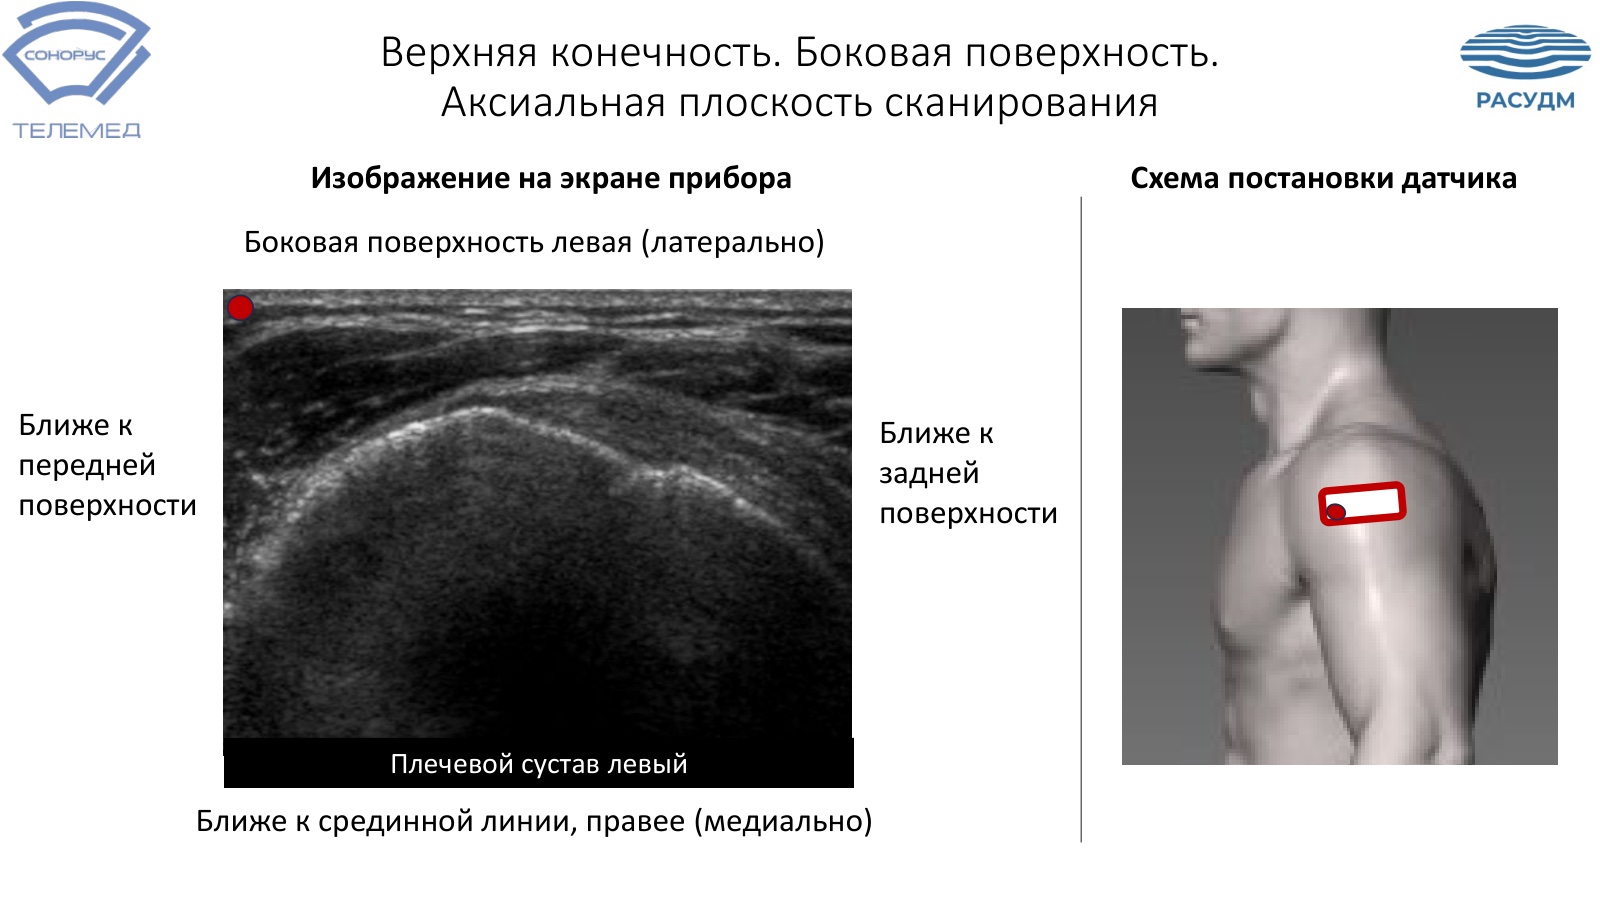 СОНОРУС
ТЕЛЕМЕД
Верхняя конечность. Боковая поверхность.
Аксиальная плоскость сканирования
РАСУДМ
Изображение на экране прибора
Схема постановки датчика
Боковая поверхность левая (латерально)
Ближе к
передней
поверхности
Ближе к
задней
поверхности
Плечевой сустав левый
Ближе к срединной линии, правее (медиально)